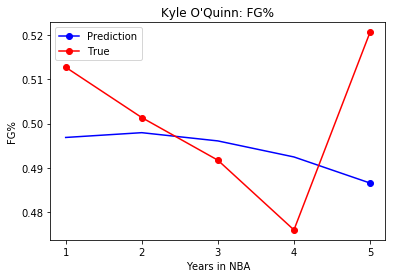 Kyle O'Quinn: FG%
Prediction
True
FG%
0.52
0.51
0.50
0.49
0.48
1 2 3 4 5
Years in NBA